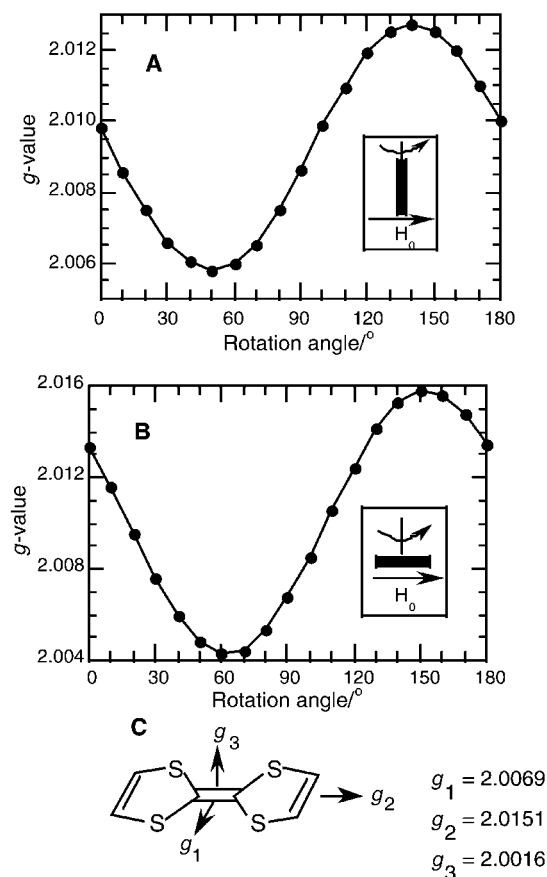 A
g-value
2.012
2.010
2.008
2.006
0 30 60 90 120 150 180
Rotation angle/°
H₀
B
g-value
2.016
2.012
2.008
2.004
0 30 60 90 120 150 180
Rotation angle/°
H₀
C
g₃
S S
g₂
S S
g₁
g₁ = 2.0069
g₂ = 2.0151
g₃ = 2.0016